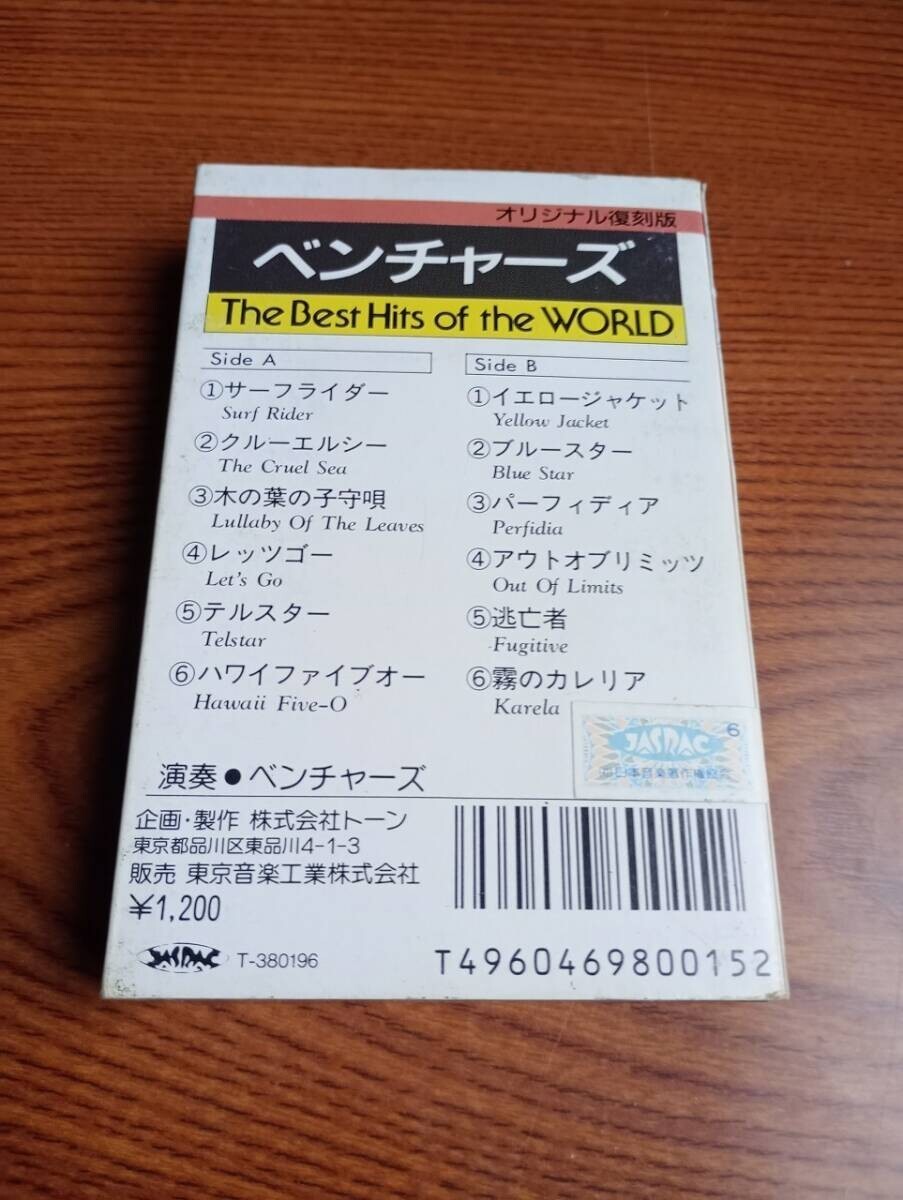 オリジナル復刻版
ベンチャーズ
The Best Hits of the WORLD
Side A
①サーフライダー
Surf Rider
②クルーエルシー
The Cruel Sea
③木の葉の子守唄
Lullaby Of The Leaves
④レッツゴー
Let's Go
⑤テルスター
Telstar
⑥ハワイファイブオー
Hawaii Five-O
Side B
①イエロージャケット
Yellow Jacket
②ブルースター
Blue Star
③パーフィディア
Perfidia
④アウトオブリミッツ
Out Of Limits
⑤逃亡者
Fugitive
⑥霧のカレリア
Karela
6
JASRAC
日本音楽著作権協会
演奏●ベンチャーズ
企画・製作 株式会社トーン
東京都品川区東品川4-1-3
販売 東京音楽工業株式会社
¥1,200
JASRAC T-380196
T4960469800152